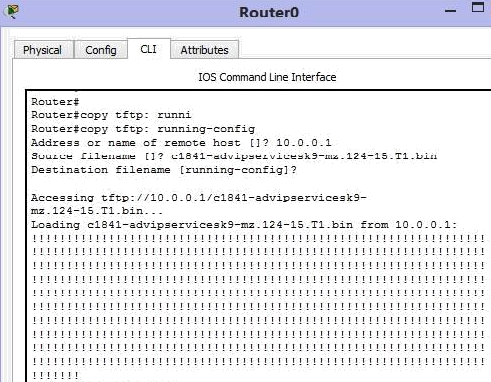 Router0
Physical Config CLI Attributes
IOS Command Line Interface
Router#
Router#copy tftp: runni
Router#copy tftp: running-config
Address or name of remote host []? 10.0.0.1
Source filename []? c1841-advipservicesk9-mz.124-15.T1.bin
Destination filename [running-config]?
Accessing tftp://10.0.0.1/c1841-advipservicesk9-
mz.124-15.T1.bin...
Loading c1841-advipservicesk9-mz.124-15.T1.bin from 10.0.0.1:
!!!!!!!!!!!!!!!!!!!!!!!!!!!!!!!!!!!!!!!!!!!!!!!!!!!!!!!!!!!!!!!!!
!!!!!!!!!!!!!!!!!!!!!!!!!!!!!!!!!!!!!!!!!!!!!!!!!!!!!!!!!!!!!!!!!
!!!!!!!!!!!!!!!!!!!!!!!!!!!!!!!!!!!!!!!!!!!!!!!!!!!!!!!!!!!!!!!!!
!!!!!!!!!!!!!!!!!!!!!!!!!!!!!!!!!!!!!!!!!!!!!!!!!!!!!!!!!!!!!!!!!
!!!!!!!!!!!!!!!!!!!!!!!!!!!!!!!!!!!!!!!!!!!!!!!!!!!!!!!!!!!!!!!!!
!!!!!!!!!!!!!!!!!!!!!!!!!!!!!!!!!!!!!!!!!!!!!!!!!!!!!!!!!!!!!!!!!
!!!!!!!!!!!!!!!!!!!!!!!!!!!!!!!!!!!!!!!!!!!!!!!!!!!!!!!!!!!!!!!!!
!!!!!!!!!!!!!!!!!!!!!!!!!!!!!!!!!!!!!!!!!!!!!!!!!!!!!!!!!!!!!!!!!
!!!!!!!!!!!!!!!!!!!!!!!!!!!!!!!!!!!!!!!!!!!!!!!!!!!!!!!!!!!!!!!!!
!!!!!!!!!!!!!!!!!!!!!!!!!!!!!!!!!!!!!!!!!!!!!!!!!!!!!!!!!!!!!!!!!
!!!!!!!